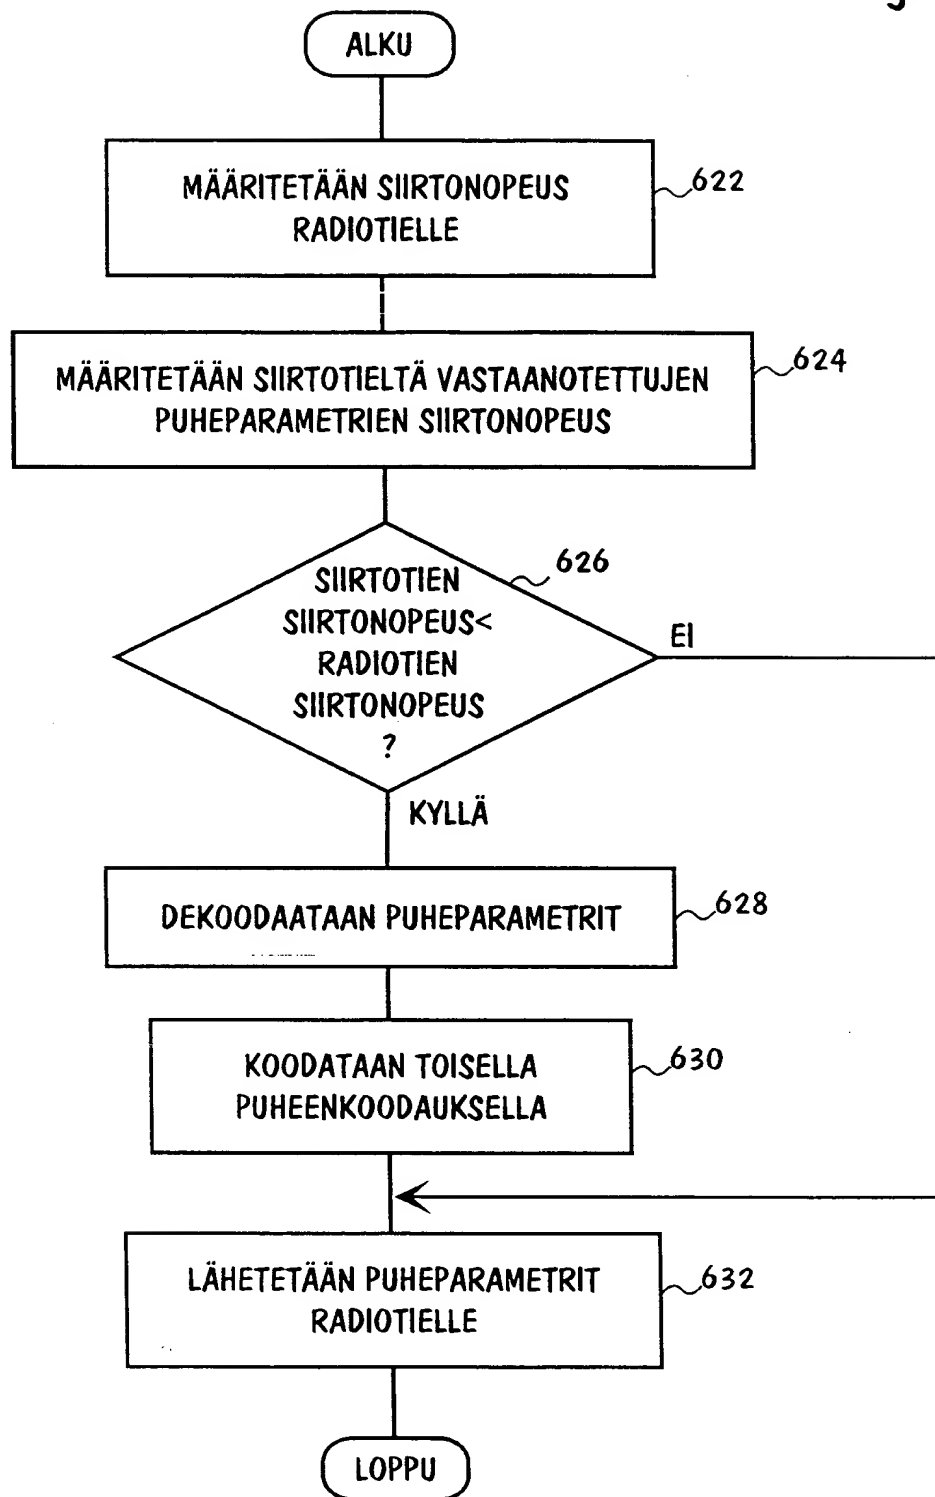 ALKU
MÄÄRITETÄÄN SIIRTONOPEUS
RADIOTIELLE
622
MÄÄRITETÄÄN SIIRTOTIELTÄ VASTAANOTETTUJEN
PUHEPARAMETRIEN SIIRTONOPEUS
624
SIIRTOTIEN
SIIRTONOPEUS<
RADIOTIEN
SIIRTONOPEUS
?
626
EI
KYLLÄ
DEKOODAATAAN PUHEPARAMETRIT
628
KOODATAAN TOISELLA
PUHEENKOODAUKSELLA
630
LÄHETETÄÄN PUHEPARAMETRIT
RADIOTIELLE
632
LOPPU